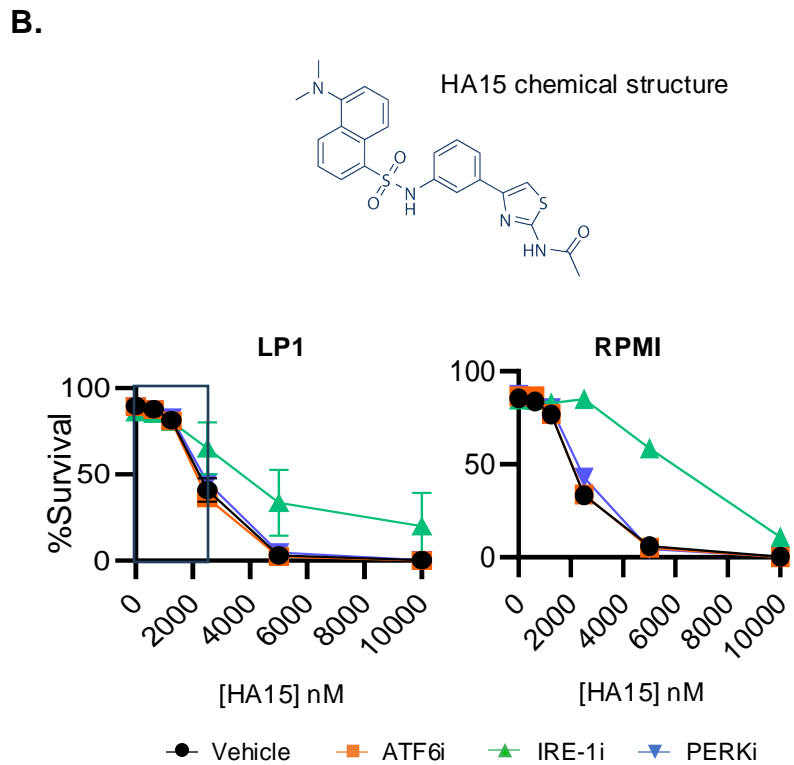 B.
HA15 chemical structure
N
O
S
O
N
H
N
S
HN
O
LP1
RPMI
%Survival
100
50
0
0
2000
4000
6000
8000
10000
[HA15] nM
100
50
0
0
2000
4000
6000
8000
10000
[HA15] nM
Vehicle
ATF6i
IRE-1i
PERKi